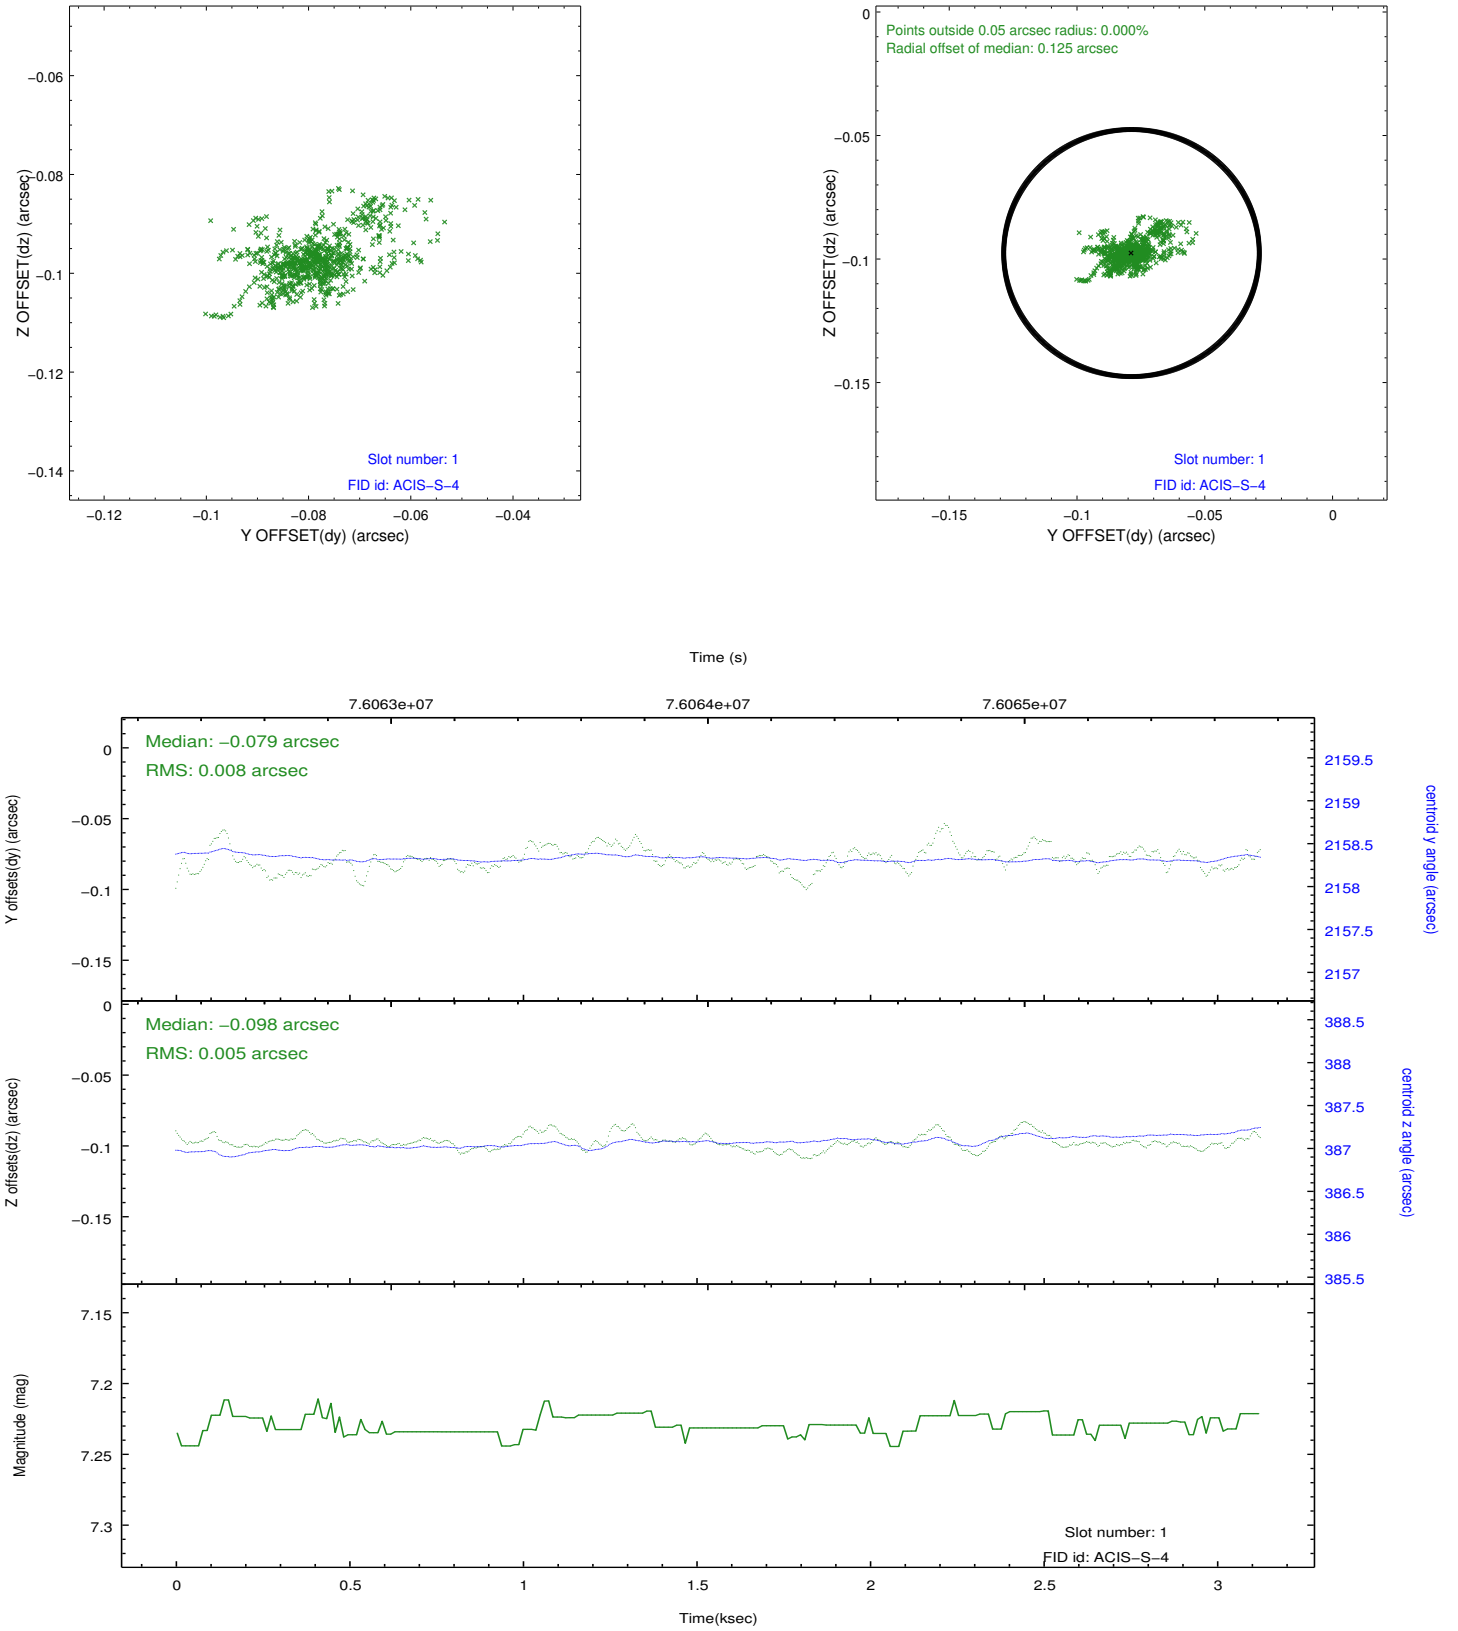 −0.06
−0.08
−0.1
−0.12
−0.14
Z OFFSET(dz) (arcsec)
−0.12
−0.1
−0.08
−0.06
−0.04
Y OFFSET(dy) (arcsec)
Slot number: 1
FID id: ACIS−S−4
Points outside 0.05 arcsec radius: 0.000%
Radial offset of median: 0.125 arcsec
0
−0.05
−0.1
−0.15
Z OFFSET(dz) (arcsec)
−0.15
−0.1
−0.05
0
Y OFFSET(dy) (arcsec)
Slot number: 1
FID id: ACIS−S−4
Time (s)
7.6063e+07
7.6064e+07
7.6065e+07
Median: −0.079 arcsec
RMS: 0.008 arcsec
0
−0.05
−0.1
−0.15
Y offsets(dy) (arcsec)
2159.5
2159
2158.5
2158
2157.5
2157
centroid y angle (arcsec)
Median: −0.098 arcsec
RMS: 0.005 arcsec
0
−0.05
−0.1
−0.15
Z offsets(dz) (arcsec)
388.5
388
387.5
387
386.5
386
385.5
centroid z angle (arcsec)
7.15
7.2
7.25
7.3
Magnitude (mag)
Slot number: 1
FID id: ACIS−S−4
0
0.5
1
1.5
2
2.5
3
Time(ksec)